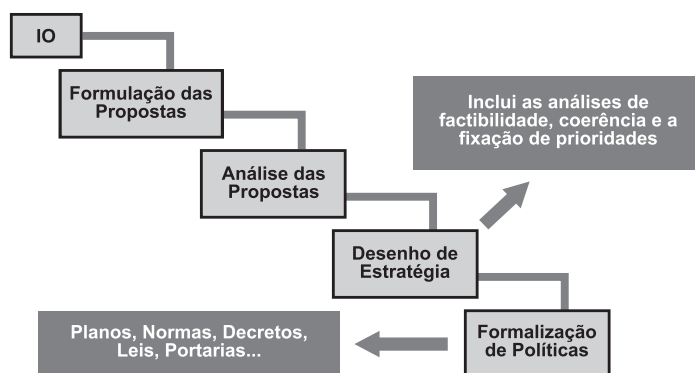 IO
Formulação das
Propostas
Inclui as análises de
factibilidade, coerência e a
fixação de prioridades
Análise das
Propostas
Desenho de
Estratégia
Planos, Normas, Decretos,
Leis, Portarias...
Formalização
de Políticas